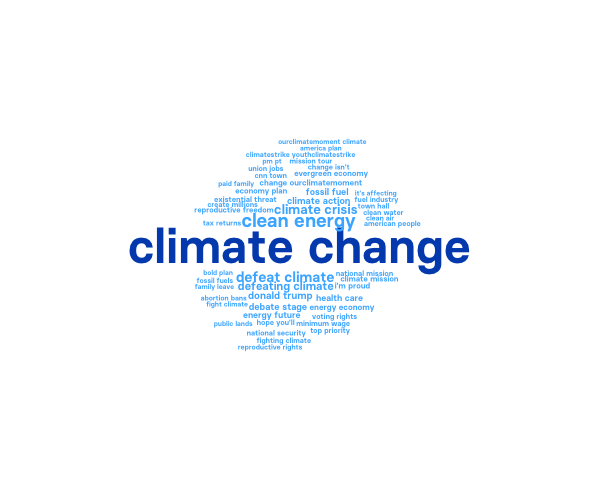 ourclimatemoment climate
america plan
climatestrike youthclimatestrike
pm pt mission tour
union jobs change isn't
cnn town evergreen economy
paid family change ourclimatemoment
economy plan fossil fuel it's affecting
existential threat climate action fuel industry
create millions town hall
reproductive freedom climate crisis clean water
clean air
tax returns clean energy american people
climate change
bold plan defeat climate national mission
fossil fuels climate mission
family leave defeating climate i'm proud
abortion bans donald trump health care
fight climate debate stage energy economy
energy future voting rights
public lands hope you'll minimum wage
national security top priority
fighting climate
reproductive rights